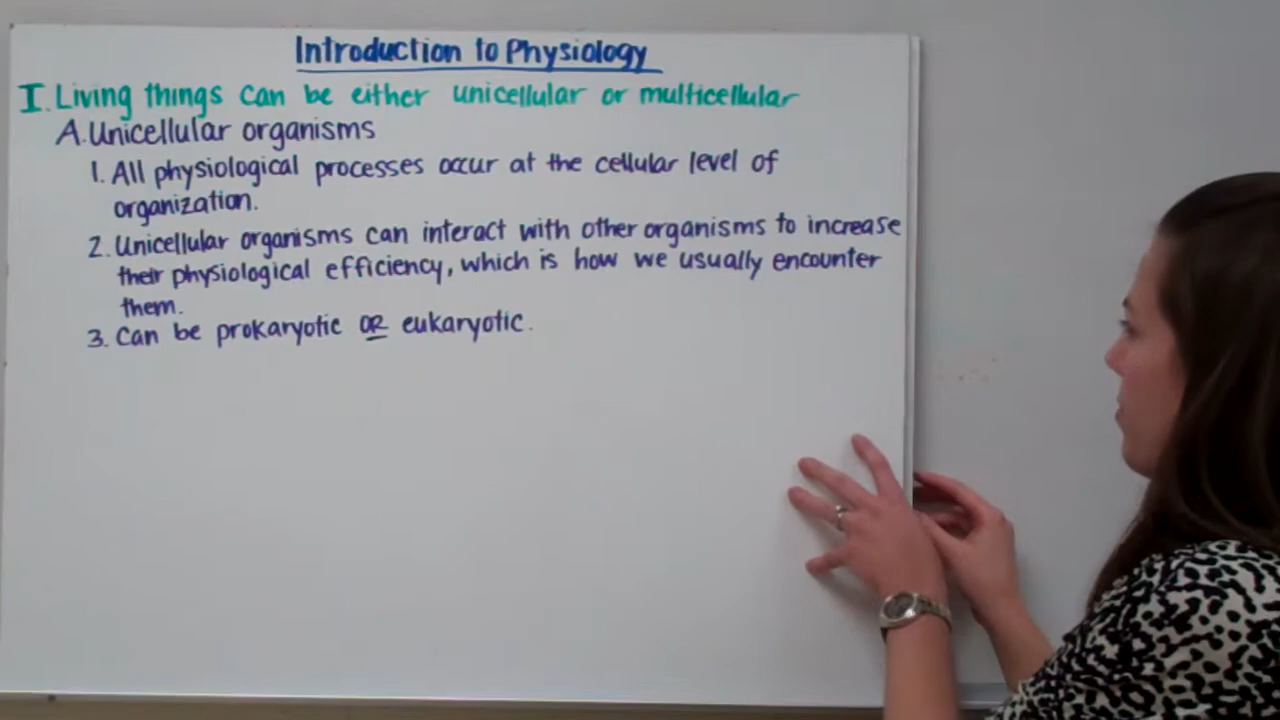 Introduction to Physiology
I. Living things can be either unicellular or multicellular
A. Unicellular organisms
1. All physiological processes occur at the cellular level of
organization.
2. Unicellular organisms can interact with other organisms to increase
their physiological efficiency, which is how we usually encounter
them.
3. Can be prokaryotic OR eukaryotic.